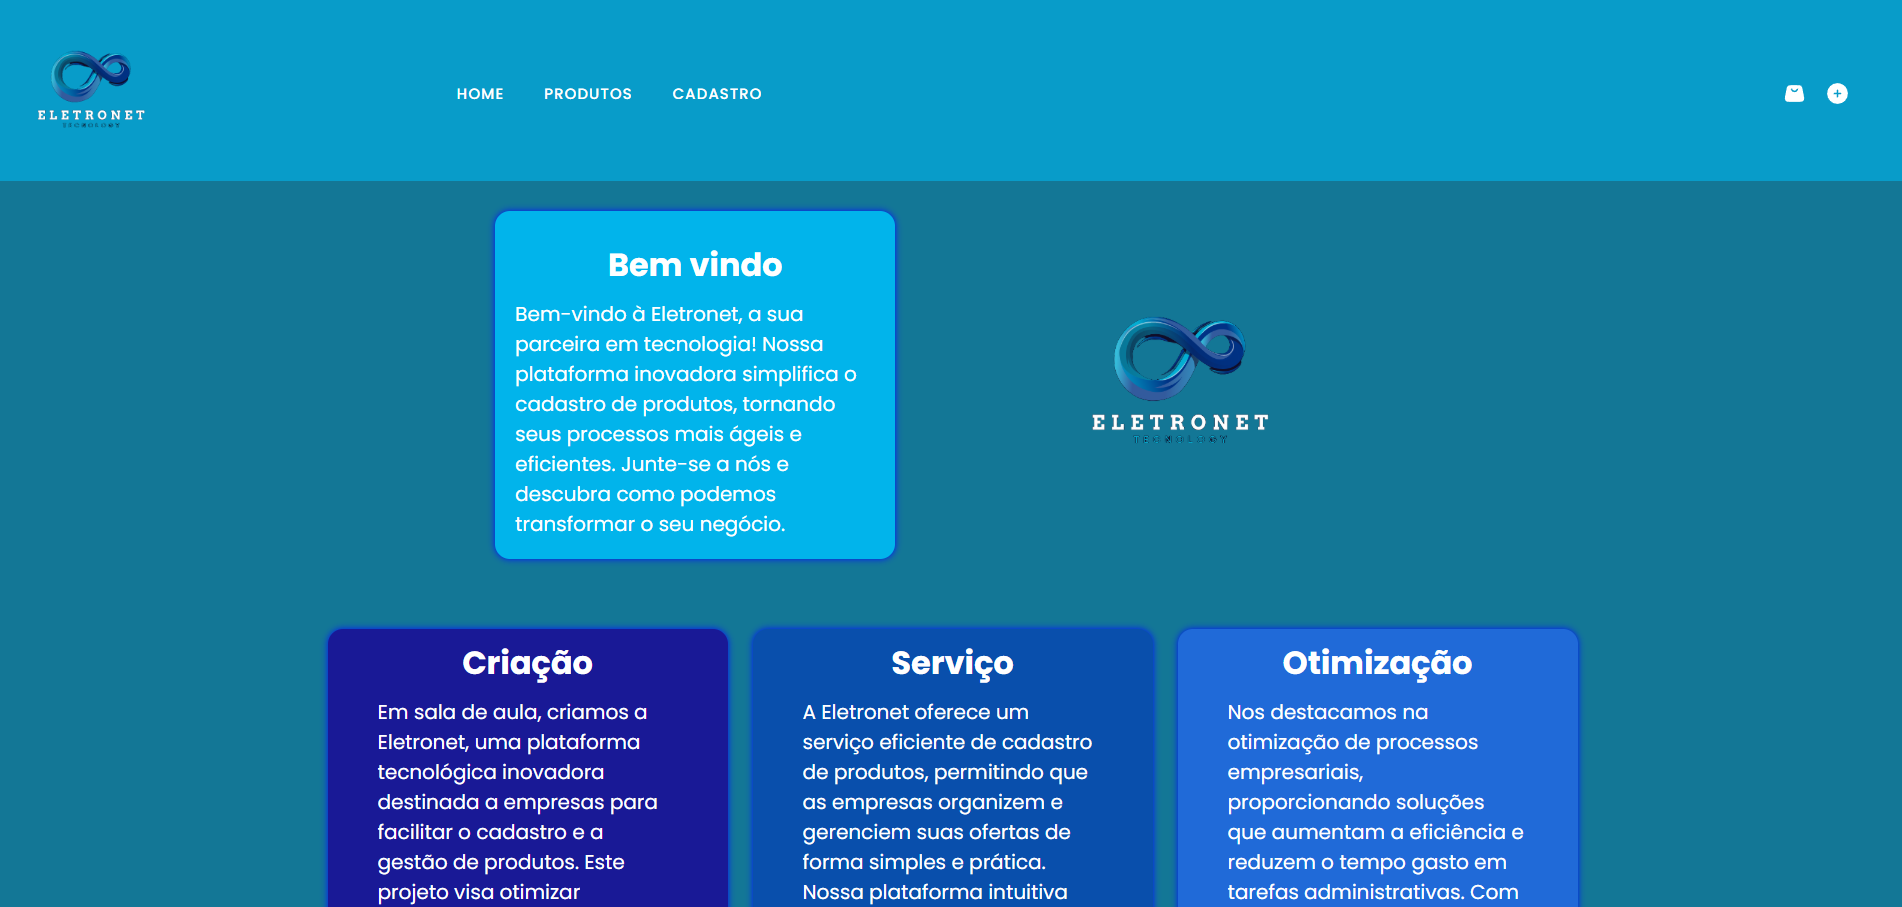 ELETRONET
TECNOLOGY
HOME
PRODUTOS
CADASTRO
Bem vindo
Bem-vindo à Eletronet, a sua
parceira em tecnologia! Nossa
plataforma inovadora simplifica o
cadastro de produtos, tornando
seus processos mais ágeis e
eficientes. Junte-se a nós e
descubra como podemos
transformar o seu negócio.
ELETRONET
TECNOLOGY
Criação
Em sala de aula, criamos a
Eletronet, uma plataforma
tecnológica inovadora
destinada a empresas para
facilitar o cadastro e a
gestão de produtos. Este
projeto visa otimizar
Serviço
A Eletronet oferece um
serviço eficiente de cadastro
de produtos, permitindo que
as empresas organizem e
gerenciem suas ofertas de
forma simples e prática.
Nossa plataforma intuitiva
Otimização
Nos destacamos na
otimização de processos
empresariais,
proporcionando soluções
que aumentam a eficiência e
reduzem o tempo gasto em
tarefas administrativas. Com